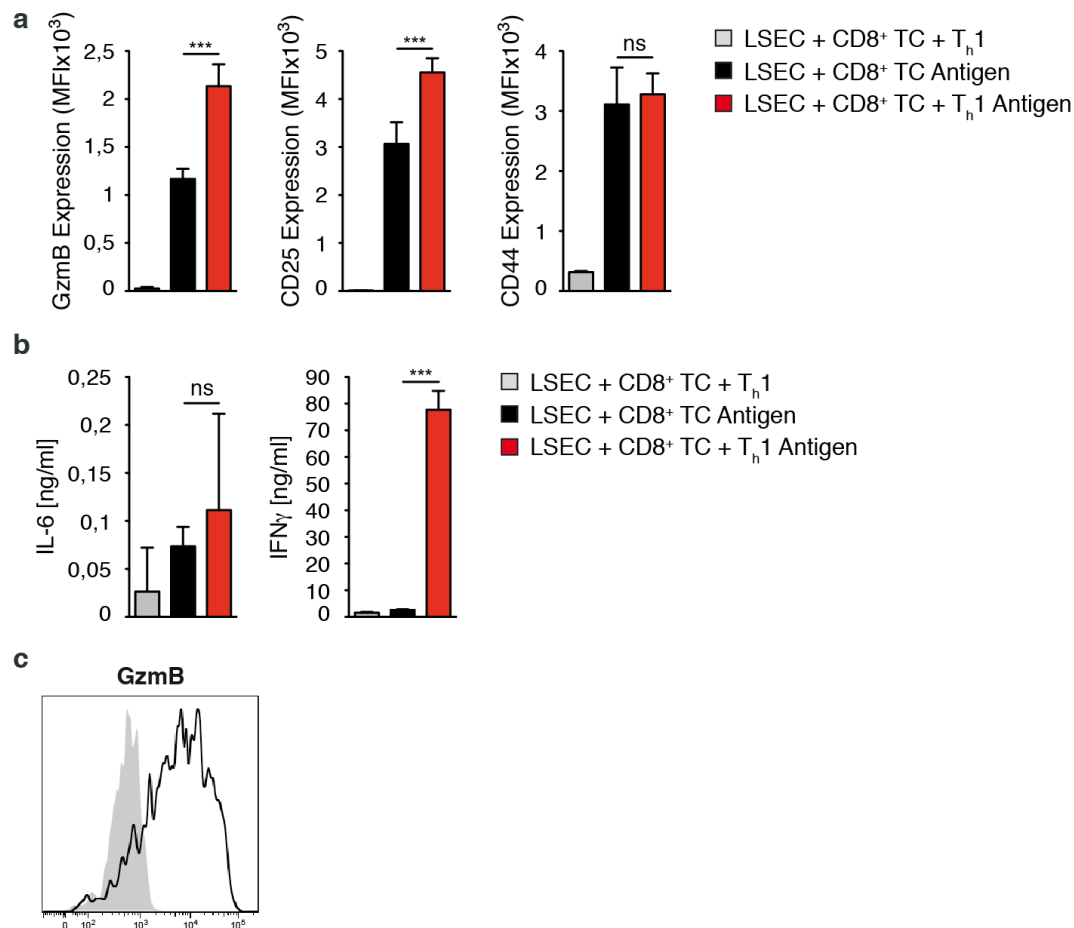 a
GzmB Expression (MFIx10³)
2,5
2
1,5
1
0,5
0
***
CD25 Expression (MFIx10³)
5
4
3
2
1
0
***
CD44 Expression (MFIx10³)
4
3
2
1
0
ns
LSEC + CD8⁺ TC + Tₕ1
LSEC + CD8⁺ TC Antigen
LSEC + CD8⁺ TC + Tₕ1 Antigen
b
IL-6 [ng/ml]
0,25
0,2
0,15
0,1
0,05
0
ns
IFNγ [ng/ml]
90
80
70
60
50
40
30
20
10
0
***
LSEC + CD8⁺ TC + Tₕ1
LSEC + CD8⁺ TC Antigen
LSEC + CD8⁺ TC + Tₕ1 Antigen
c
GzmB
0 10² 10³ 10⁴ 10⁵